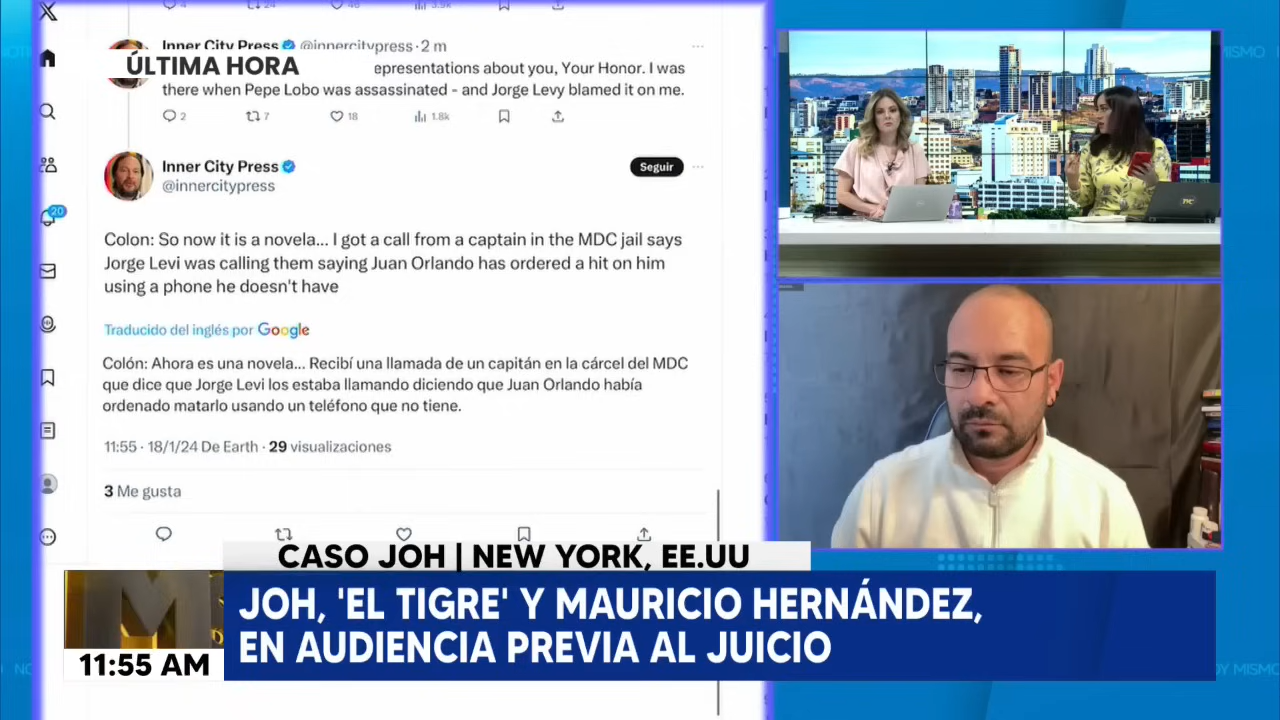 Inner City Press @innercitypress · 2 m
ÚLTIMA HORA
epresentations about you, Your Honor. I was
there when Pepe Lobo was assassinated - and Jorge Levy blamed it on me.
2 7 18 1.8k
Inner City Press
@innercitypress
Seguir
Colon: So now it is a novela... I got a call from a captain in the MDC jail says
Jorge Levi was calling them saying Juan Orlando has ordered a hit on him
using a phone he doesn't have
Traducido del inglés por Google
Colón: Ahora es una novela... Recibí una llamada de un capitán en la cárcel del MDC
que dice que Jorge Levi los estaba llamando diciendo que Juan Orlando había
ordenado matarlo usando un teléfono que no tiene.
11:55 · 18/1/24 De Earth · 29 visualizaciones
3 Me gusta
20
MISMO
CASO JOH | NEW YORK, EE.UU
JOH, 'EL TIGRE' Y MAURICIO HERNÁNDEZ,
EN AUDIENCIA PREVIA AL JUICIO
11:55 AM
NO
OY MISMO